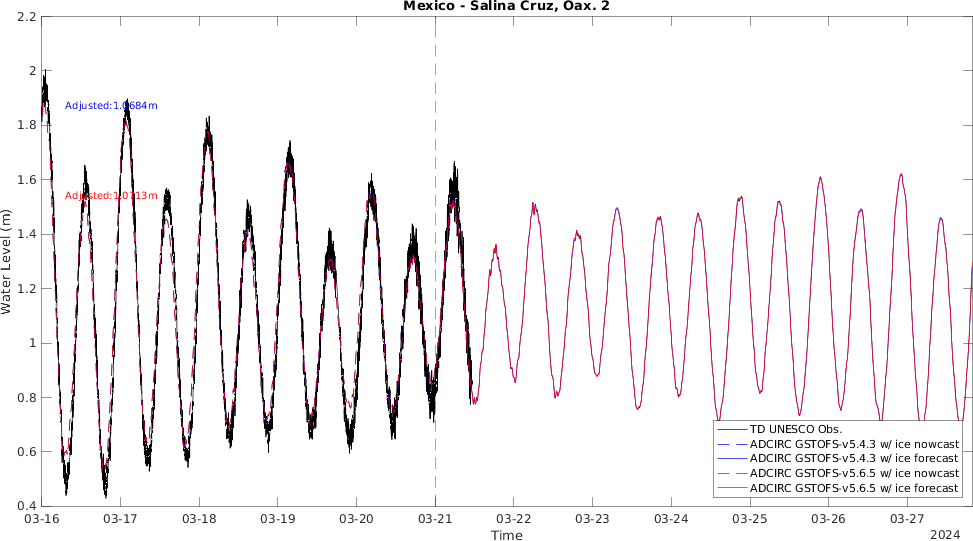 Mexico - Salina Cruz, Oax. 2
2.2
2
1.8
1.6
1.4
1.2
1
0.8
0.6
0.4
Water Level (m)
Adjusted:1.0684m
Adjusted:1.0713m
03-16 03-17 03-18 03-19 03-20 03-21 03-22 03-23 03-24 03-25 03-26 03-27
Time
2024
TD UNESCO Obs.
ADCIRC GSTOFS-v5.4.3 w/ ice nowcast
ADCIRC GSTOFS-v5.4.3 w/ ice forecast
ADCIRC GSTOFS-v5.6.5 w/ ice nowcast
ADCIRC GSTOFS-v5.6.5 w/ ice forecast